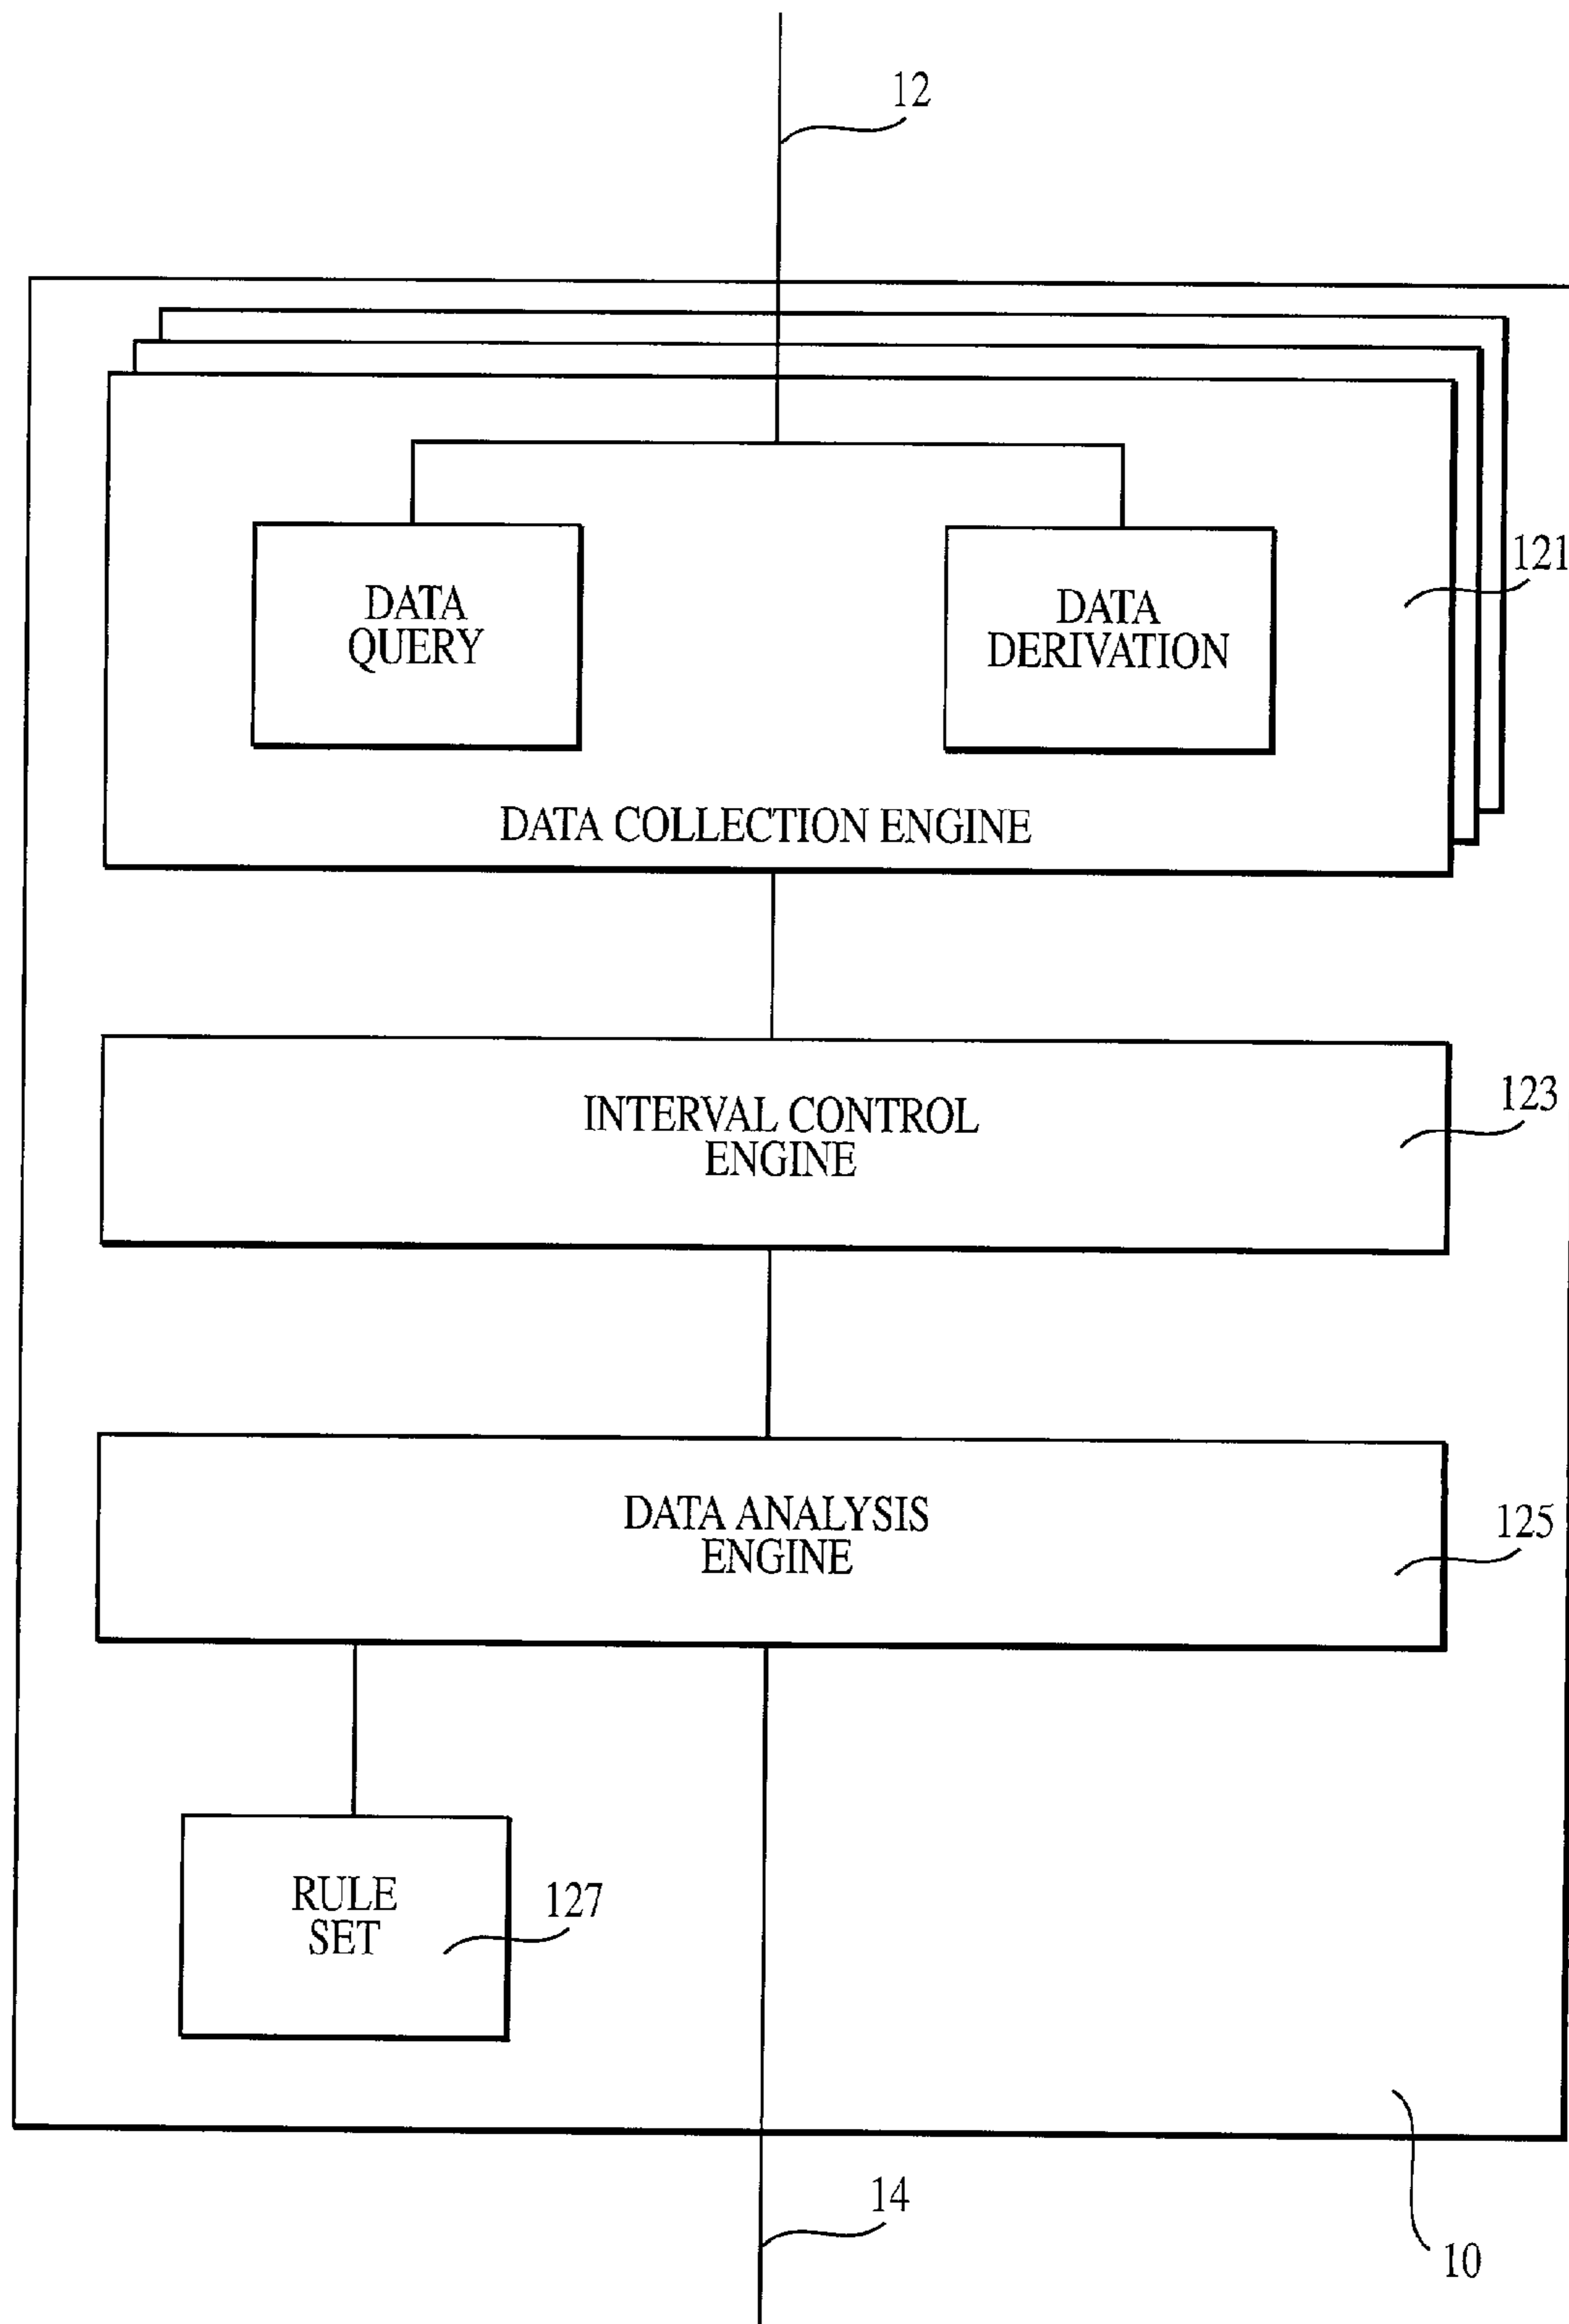 12
121
DATA
QUERY
DATA
DERIVATION
DATA COLLECTION ENGINE
123
INTERVAL CONTROL
ENGINE
125
DATA ANALYSIS
ENGINE
RULE
SET
127
14
10